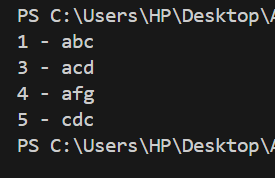 PS C:\Users\HP\Desktop\
1 - abc
3 - acd
4 - afg
5 - cdc
PS C:\Users\HP\Desktop\